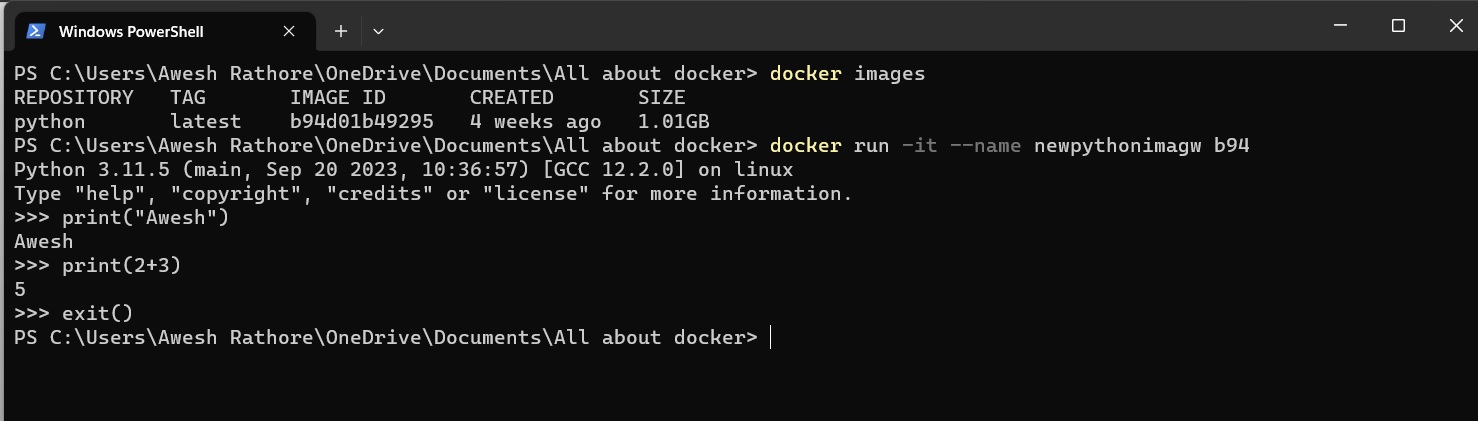 Windows PowerShell
PS C:\Users\Awesh Rathore\OneDrive\Documents\All about docker> docker images
REPOSITORY   TAG       IMAGE ID       CREATED       SIZE
python       latest    b94d01b49295   4 weeks ago   1.01GB
PS C:\Users\Awesh Rathore\OneDrive\Documents\All about docker> docker run -it --name newpythonimagw b94
Python 3.11.5 (main, Sep 20 2023, 10:36:57) [GCC 12.2.0] on linux
Type "help", "copyright", "credits" or "license" for more information.
>>> print("Awesh")
Awesh
>>> print(2+3)
5
>>> exit()
PS C:\Users\Awesh Rathore\OneDrive\Documents\All about docker>